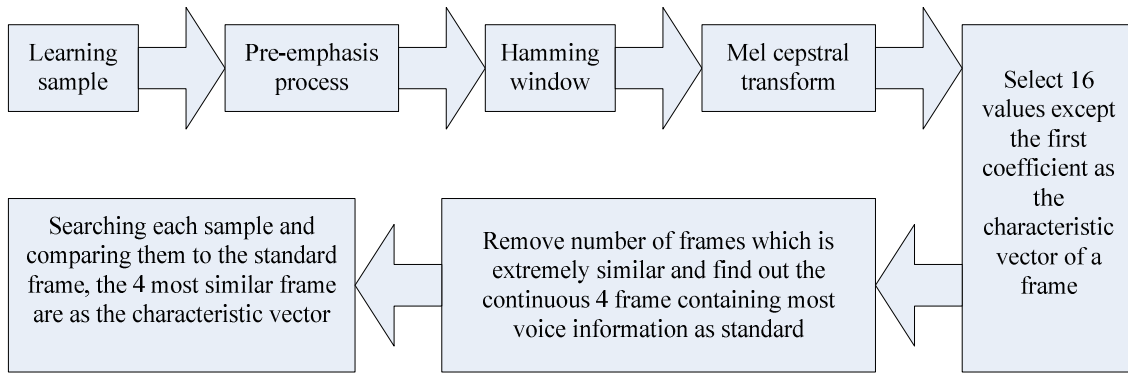 Learning
sample
Pre-emphasis
process
Hamming
window
Mel cepstral
transform
Select 16
values except
the first
coefficient as
the
characteristic
vector of a
frame
Remove number of frames which is
extremely similar and find out the
continuous 4 frame containing most
voice information as standard
Searching each sample and
comparing them to the standard
frame, the 4 most similar frame
are as the characteristic vector